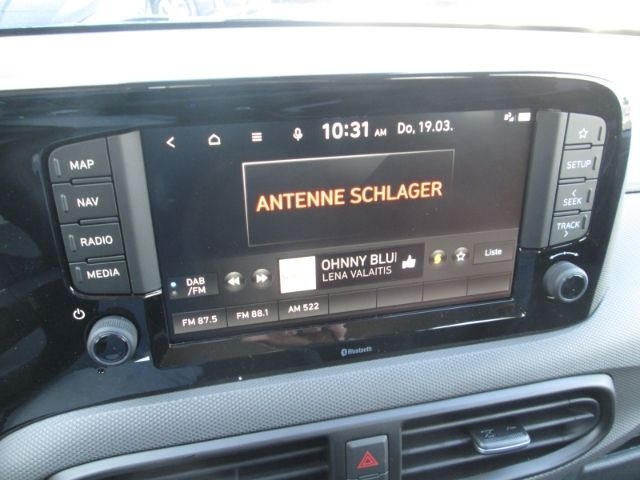 10:31 AM Do, 19.03.
MAP
NAV
RADIO
MEDIA
ANTENNE SCHLAGER
SETUP
< SEEK
TRACK >
DAB
/FM
OHNNY BLU
LENA VALAITIS
Liste
FM 87.5
FM 88.1
AM 522
Bluetooth